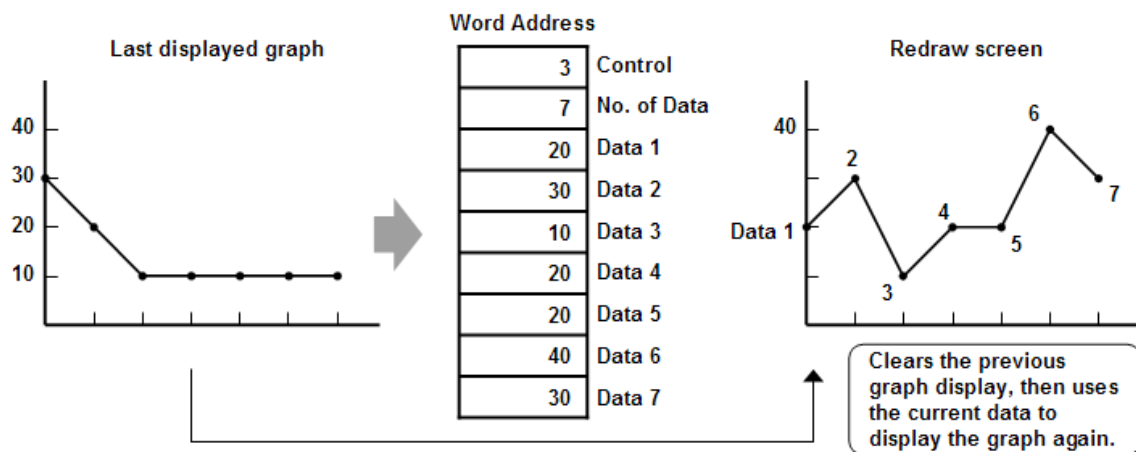 Last displayed graph
40
30
20
10
Word Address
3 Control
7 No. of Data
20 Data 1
30 Data 2
10 Data 3
20 Data 4
20 Data 5
40 Data 6
30 Data 7
Redraw screen
40
Data 1
2
3
4
5
6
7
Clears the previous
graph display, then uses
the current data to
display the graph again.